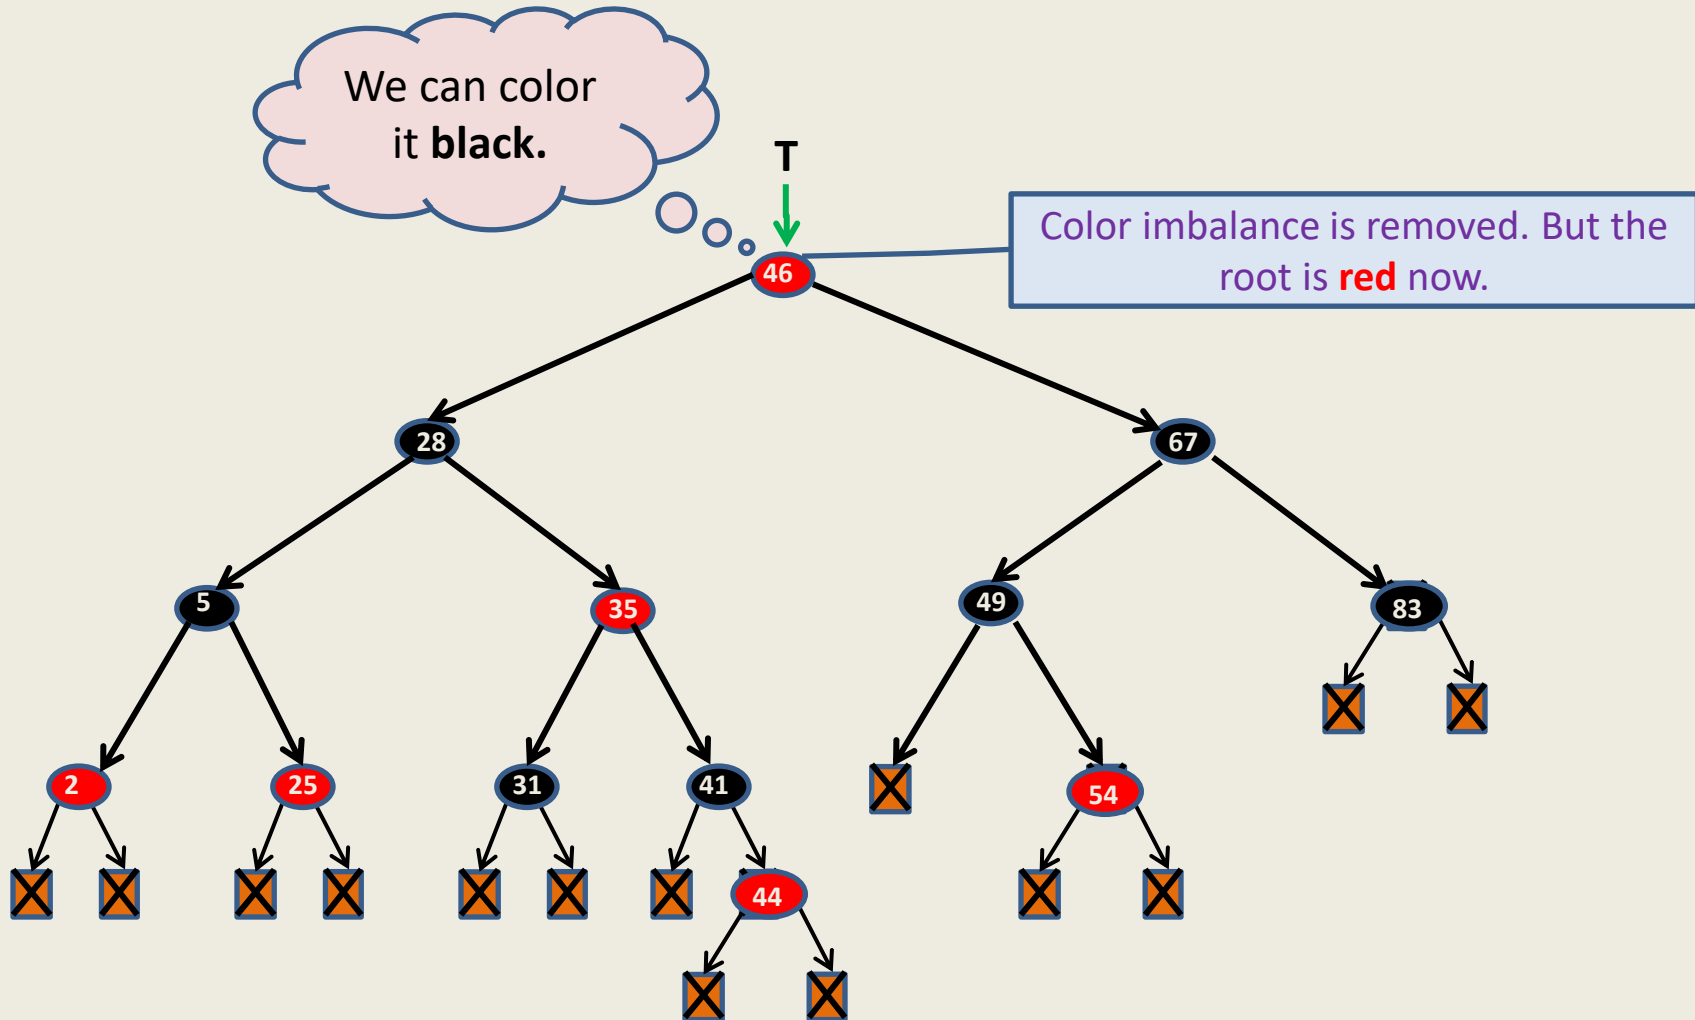 We can color
it black.
T
Color imbalance is removed. But the
root is red now.
46
28
67
5
35
49
83
2
25
31
41
54
44